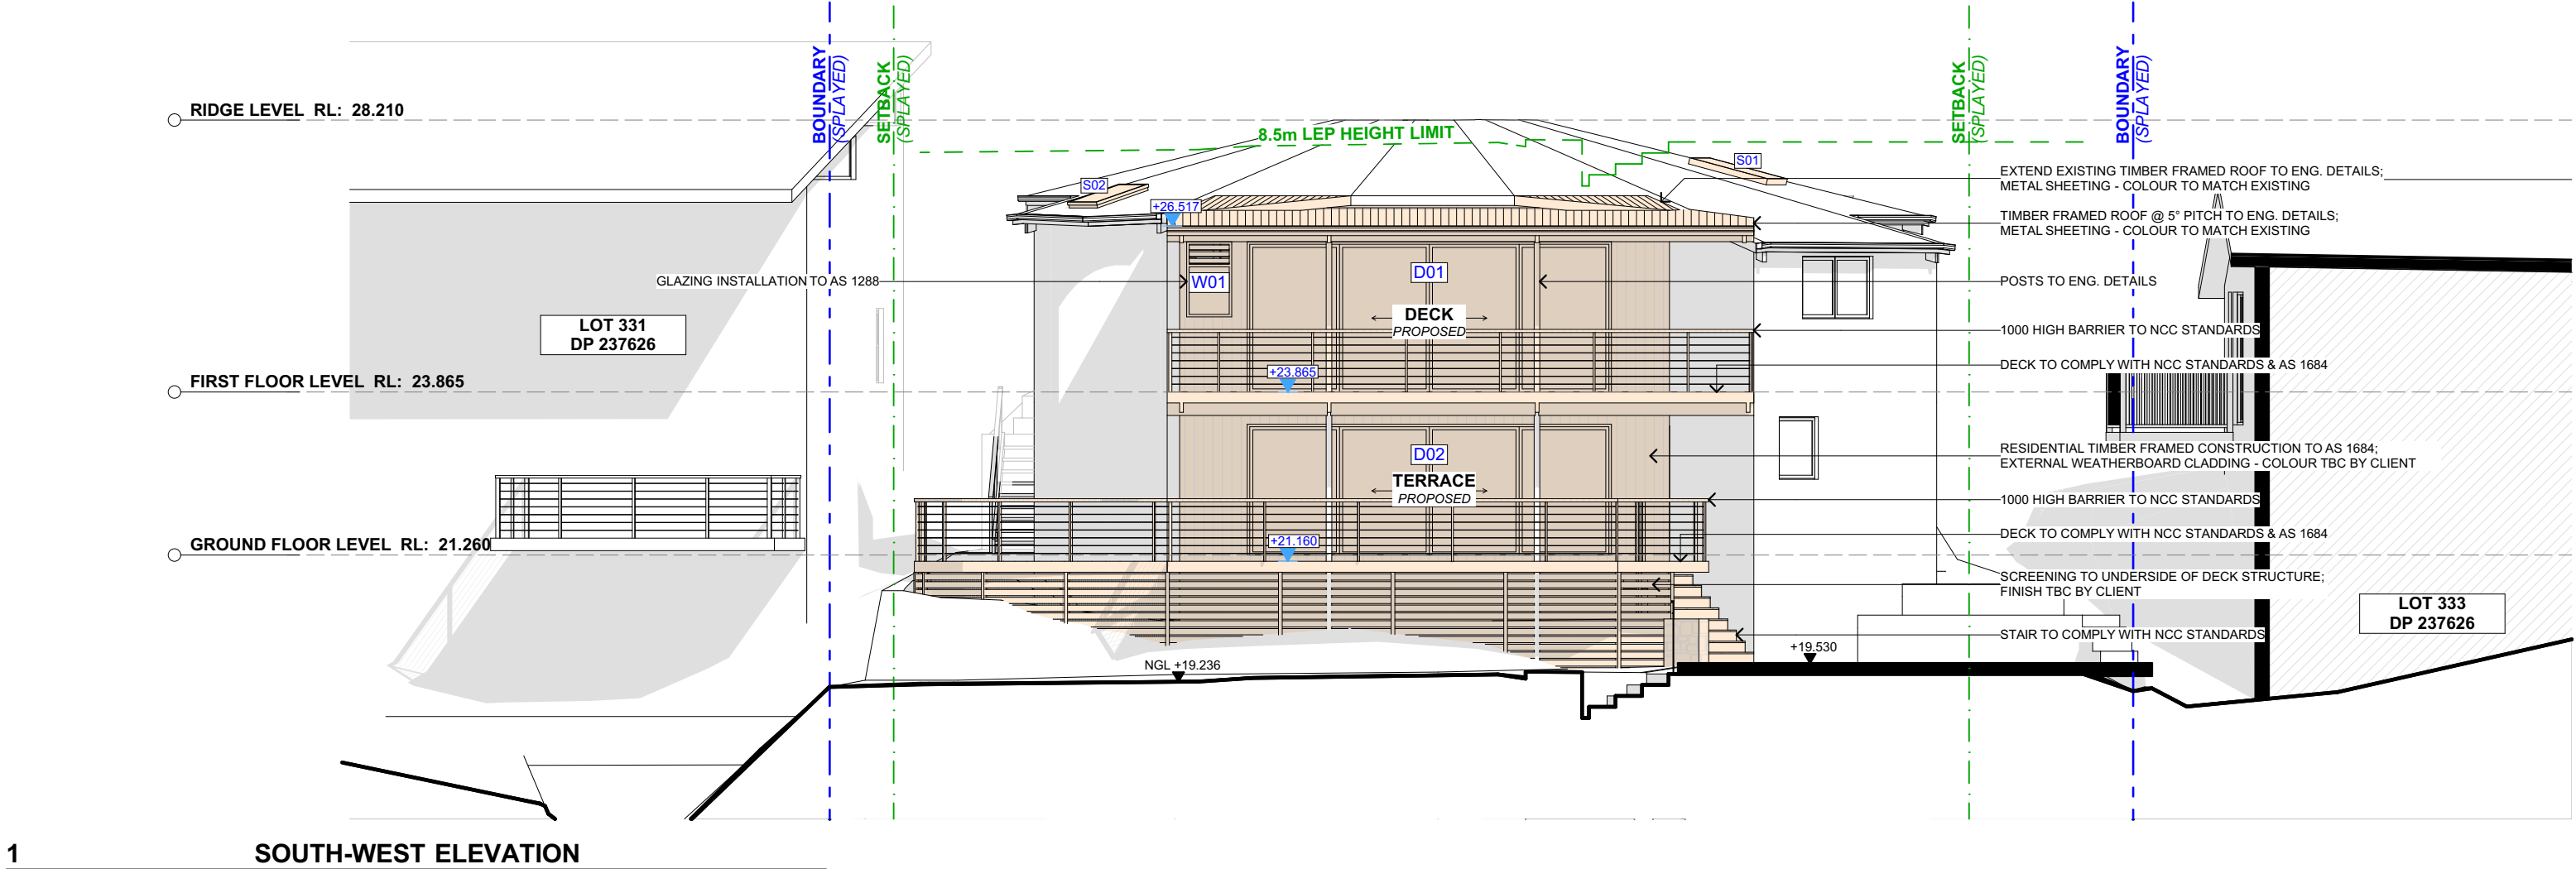 BOUNDARY
(SPLAYED)
SETBACK
(SPLAYED)
SETBACK
(SPLAYED)
BOUNDARY
(SPLAYED)
RIDGE LEVEL RL: 28.210
8.5m LEP HEIGHT LIMIT
S01
S02
EXTEND EXISTING TIMBER FRAMED ROOF TO ENG. DETAILS;
METAL SHEETING - COLOUR TO MATCH EXISTING
+26.517
TIMBER FRAMED ROOF @ 5° PITCH TO ENG. DETAILS;
METAL SHEETING - COLOUR TO MATCH EXISTING
GLAZING INSTALLATION TO AS 1288
W01
D01
POSTS TO ENG. DETAILS
DECK
PROPOSED
LOT 331
DP 237626
1000 HIGH BARRIER TO NCC STANDARDS
DECK TO COMPLY WITH NCC STANDARDS & AS 1684
+23.865
FIRST FLOOR LEVEL RL: 23.865
D02
RESIDENTIAL TIMBER FRAMED CONSTRUCTION TO AS 1684;
EXTERNAL WEATHERBOARD CLADDING - COLOUR TBC BY CLIENT
TERRACE
PROPOSED
1000 HIGH BARRIER TO NCC STANDARDS
DECK TO COMPLY WITH NCC STANDARDS & AS 1684
+21.160
GROUND FLOOR LEVEL RL: 21.260
SCREENING TO UNDERSIDE OF DECK STRUCTURE;
FINISH TBC BY CLIENT
LOT 333
DP 237626
STAIR TO COMPLY WITH NCC STANDARDS
+19.530
NGL +19.236
1 SOUTH-WEST ELEVATION